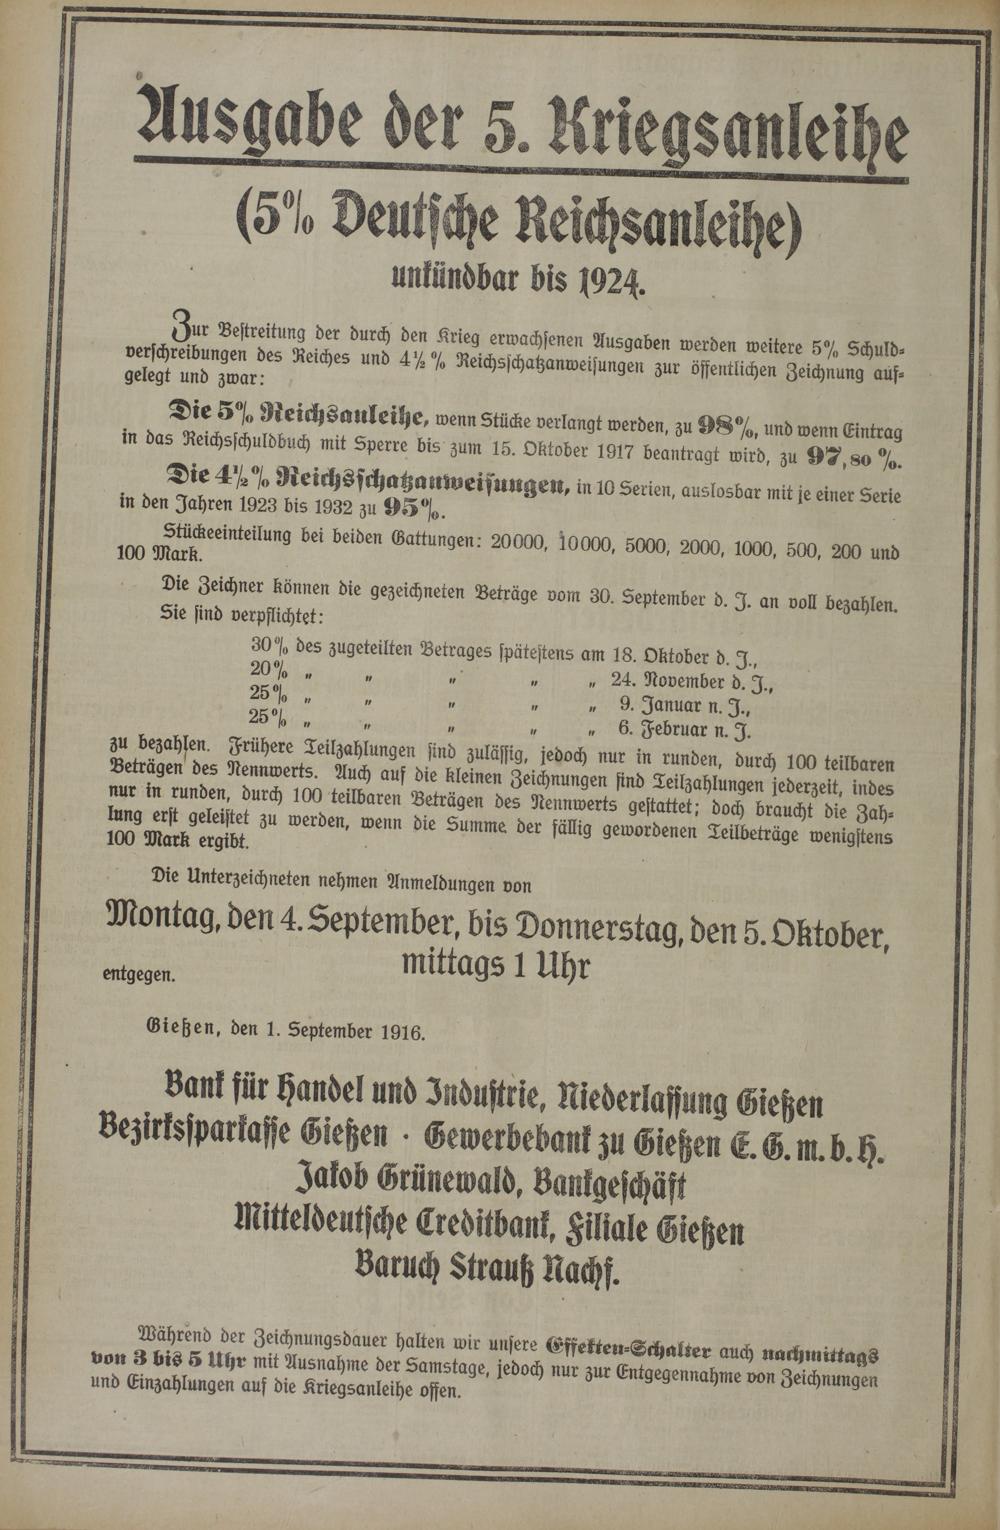 Ausgabe der 5. Kriegsanleihe
(5% Deutsche Reichsanleihe)
unkündbar bis 1924.
Zur Bestreitung der durch den Krieg erwachsenen Ausgaben werden weitere 5% Schuld-
verschreibungen des Reiches und 4½% Reichsschatzanweisungen zur öffentlichen Zeichnung auf-
gelegt und zwar:
Die 5% Reichsanleihe, wenn Stücke verlangt werden, zu 98%, und wenn Eintrag
in das Reichsschuldbuch mit Sperre bis zum 15. Oktober 1917 beantragt wird, zu 97,80 %.
Die 4½% Reichsschatzanweisungen, in 10 Serien, auslosbar mit je einer Serie
in den Jahren 1923 bis 1932 zu 95%.
Stückeeinteilung bei beiden Gattungen: 20000, 10000, 5000, 2000, 1000, 500, 200 und
100 Mark.
Die Zeichner können die gezeichneten Beträge vom 30. September d. J. an voll bezahlen.
Sie sind verpflichtet:
30% des zugeteilten Betrages spätestens am 18. Oktober d. J.,
20% „ „ „ „ „ 24. November d. J.,
25% „ „ „ „ „ 9. Januar n. J.,
25% „ „ „ „ „ 6. Februar n. J.
zu bezahlen. Frühere Teilzahlungen sind zulässig, jedoch nur in runden, durch 100 teilbaren
Beträgen des Nennwerts. Auch auf die kleinen Zeichnungen sind Teilzahlungen jederzeit, indes
nur in runden, durch 100 teilbaren Beträgen des Nennwerts gestattet; doch braucht die Zah-
lung erst geleistet zu werden, wenn die Summe der fällig gewordenen Teilbeträge wenigstens
100 Mark ergibt.
Die Unterzeichneten nehmen Anmeldungen von
Montag, den 4. September, bis Donnerstag, den 5. Oktober,
mittags 1 Uhr
entgegen.
Gießen, den 1. September 1916.
Bank für Handel und Industrie, Niederlassung Gießen
Bezirkssparkasse Gießen · Gewerbebank zu Gießen E. G. m. b. H.
Jakob Grünewald, Bankgeschäft
Mitteldeutsche Creditbank, Filiale Gießen
Baruch Strauß Nachf.
Während der Zeichnungsdauer halten wir unsere Effekten-Schalter auch nachmittags
von 3 bis 5 Uhr mit Ausnahme der Samstage, jedoch nur zur Entgegennahme von Zeichnungen
und Einzahlungen auf die Kriegsanleihe offen.